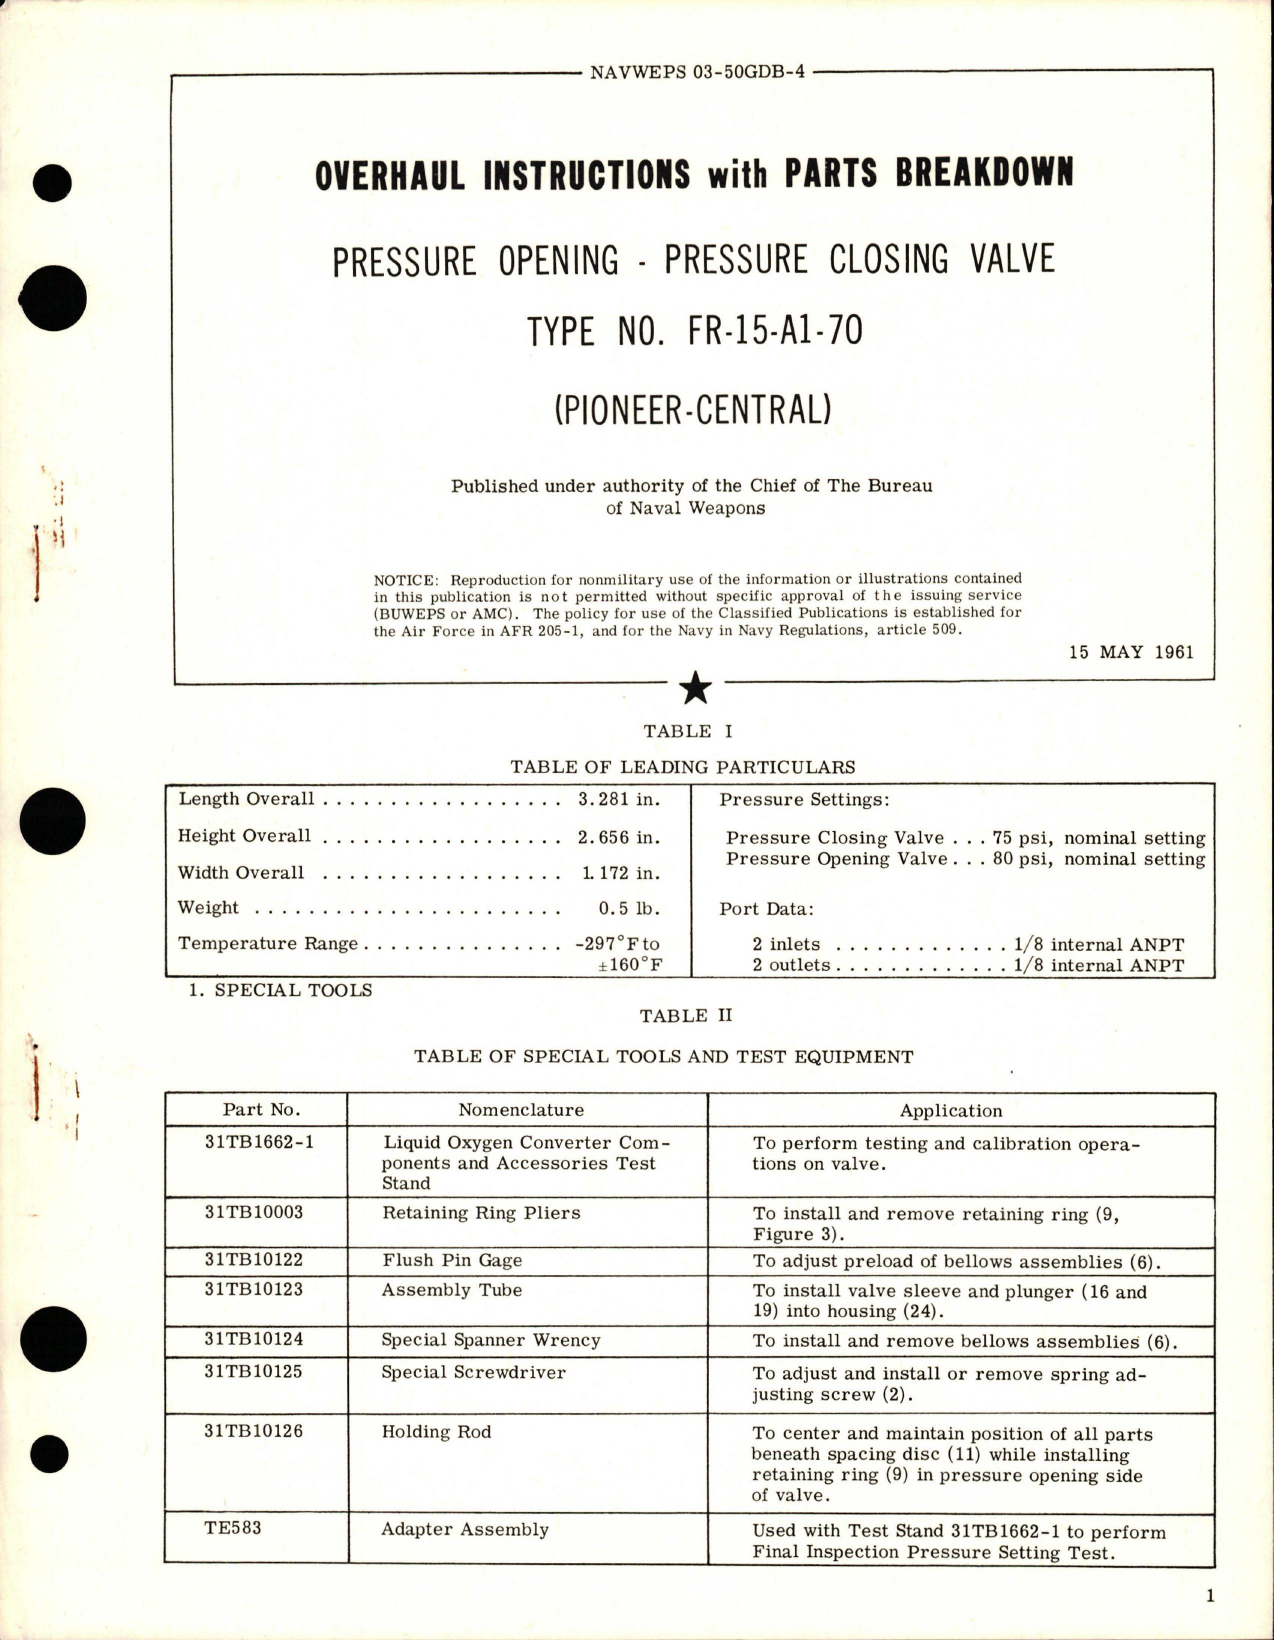 NAVWEPS 03-50GDB-4
OVERHAUL INSTRUCTIONS with PARTS BREAKDOWN
PRESSURE OPENING - PRESSURE CLOSING VALVE
TYPE NO. FR-15-A1-70
(PIONEER-CENTRAL)
Published under authority of the Chief of The Bureau
of Naval Weapons
NOTICE: Reproduction for nonmilitary use of the information or illustrations contained
in this publication is not permitted without specific approval of the issuing service
(BUWEPS or AMC). The policy for use of the Classified Publications is established for
the Air Force in AFR 205-1, and for the Navy in Navy Regulations, article 509.
15 MAY 1961
TABLE I
TABLE OF LEADING PARTICULARS
Length Overall . . . . . . . . . . . . . . . . . . 3.281 in.
Height Overall . . . . . . . . . . . . . . . . . . 2.656 in.
Width Overall . . . . . . . . . . . . . . . . . . 1.172 in.
Weight . . . . . . . . . . . . . . . . . . . . . . . 0.5 lb.
Temperature Range . . . . . . . . . . . . . . . -297°F to
±160°F
Pressure Settings:
Pressure Closing Valve . . . 75 psi, nominal setting
Pressure Opening Valve . . . 80 psi, nominal setting
Port Data:
2 inlets . . . . . . . . . . . . . 1/8 internal ANPT
2 outlets . . . . . . . . . . . . . 1/8 internal ANPT
1. SPECIAL TOOLS
TABLE II
TABLE OF SPECIAL TOOLS AND TEST EQUIPMENT
Part No. Nomenclature Application
31TB1662-1 Liquid Oxygen Converter Com- To perform testing and calibration opera-
ponents and Accessories Test tions on valve.
Stand
31TB10003 Retaining Ring Pliers To install and remove retaining ring (9,
Figure 3).
31TB10122 Flush Pin Gage To adjust preload of bellows assemblies (6).
31TB10123 Assembly Tube To install valve sleeve and plunger (16 and
19) into housing (24).
31TB10124 Special Spanner Wrency To install and remove bellows assemblies (6).
31TB10125 Special Screwdriver To adjust and install or remove spring ad-
justing screw (2).
31TB10126 Holding Rod To center and maintain position of all parts
beneath spacing disc (11) while installing
retaining ring (9) in pressure opening side
of valve.
TE583 Adapter Assembly Used with Test Stand 31TB1662-1 to perform
Final Inspection Pressure Setting Test.
1